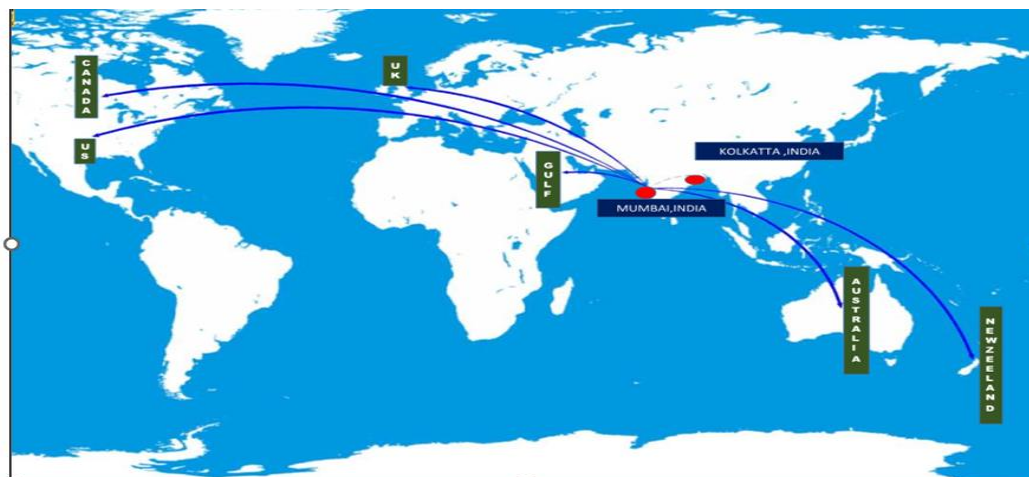 CANADA
UK
US
GULF
KOLKATTA ,INDIA
MUMBAI,INDIA
AUSTRALIA
NEWZEELAND